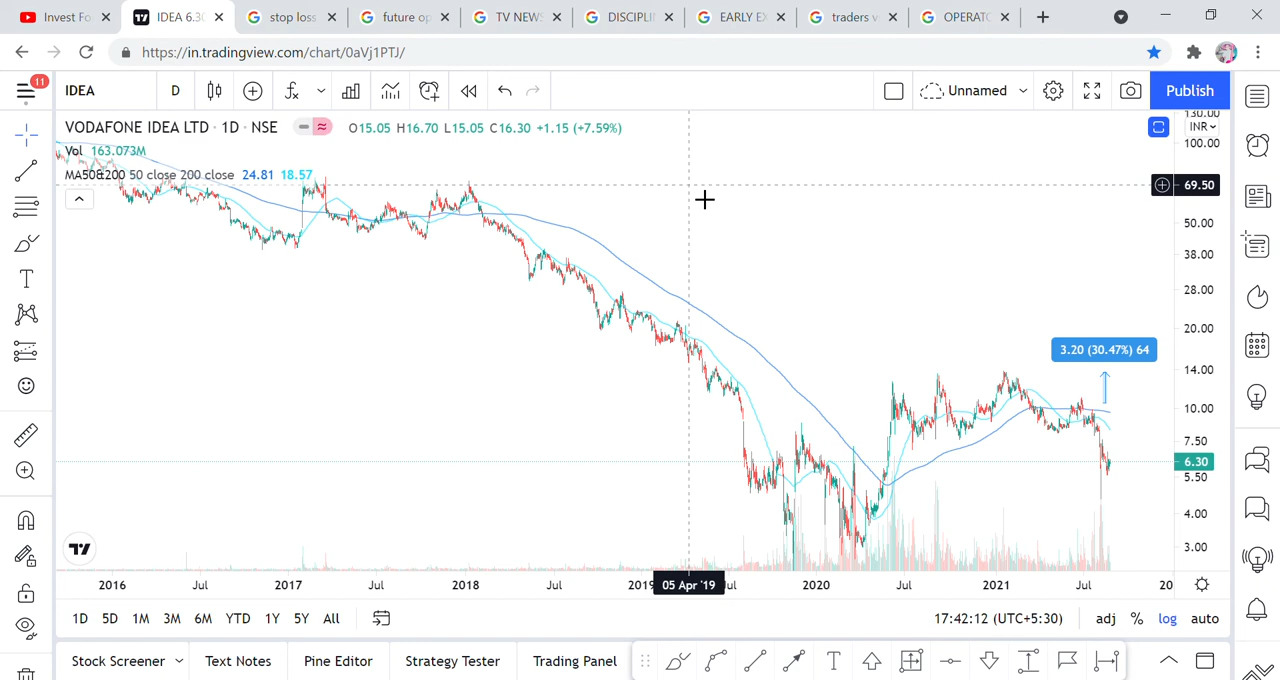 Invest Fo
IDEA 6.30
stop loss
future op
TV NEWS
DISCIPLI
EARLY EX
traders v
OPERATO
https://in.tradingview.com/chart/0aVj1PTJ/
11
IDEA
D
Unnamed
Publish
VODAFONE IDEA LTD · 1D · NSE
O15.05 H16.70 L15.05 C16.30 +1.15 (+7.59%)
Vol 163.073M
MA50&200 50 close 200 close 24.81 18.57
130.00
INR
100.00
69.50
50.00
38.00
28.00
20.00
3.20 (30.47%) 64
14.00
10.00
7.50
6.30
5.50
4.00
3.00
2016 Jul 2017 Jul 2018 Jul 2019 05 Apr '19 Jul 2020 Jul 2021 Jul 20
1D 5D 1M 3M 6M YTD 1Y 5Y All
17:42:12 (UTC+5:30)
adj % log auto
Stock Screener
Text Notes
Pine Editor
Strategy Tester
Trading Panel